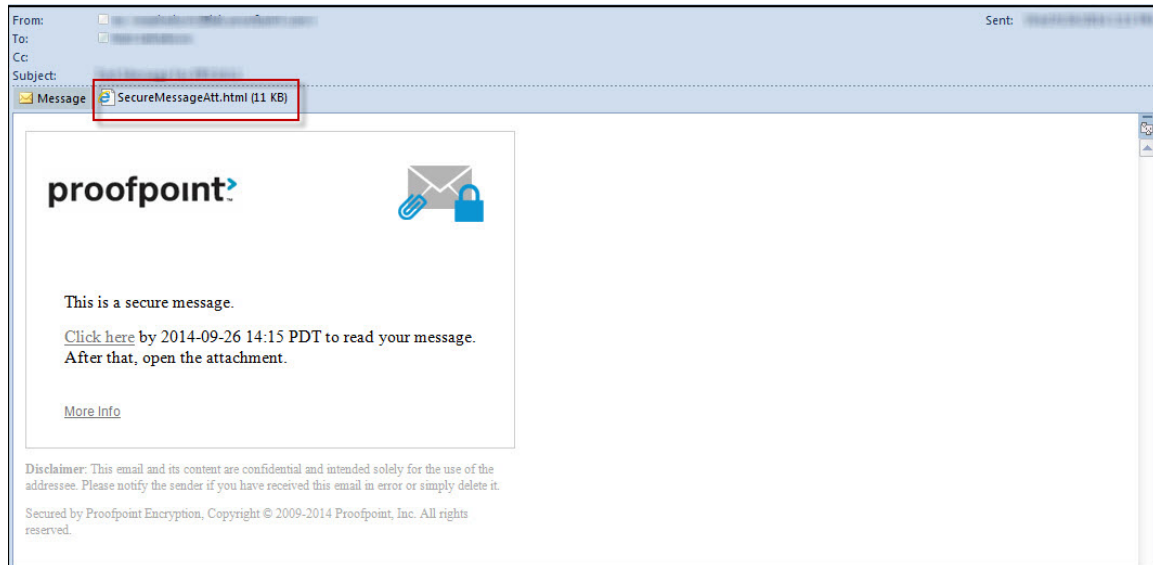 From:
Sent:
To:
Cc:
Subject:
Message
SecureMessageAtt.html (11 KB)
proofpoint
This is a secure message.
Click here by 2014-09-26 14:15 PDT to read your message.
After that, open the attachment.
More Info
Disclaimer: This email and its content are confidential and intended solely for the use of the
addressee. Please notify the sender if you have received this email in error or simply delete it.
Secured by Proofpoint Encryption, Copyright © 2009-2014 Proofpoint, Inc. All rights
reserved.